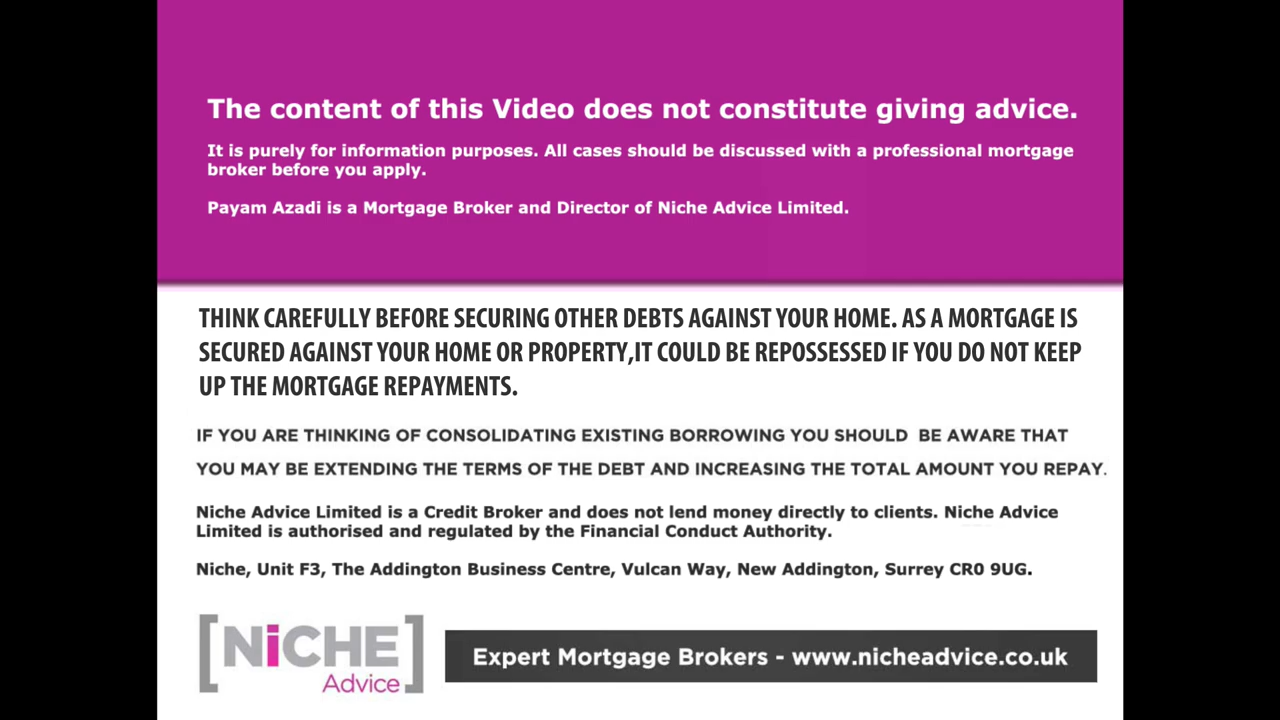 The content of this Video does not constitute giving advice.
It is purely for information purposes. All cases should be discussed with a professional mortgage
broker before you apply.
Payam Azadi is a Mortgage Broker and Director of Niche Advice Limited.
THINK CAREFULLY BEFORE SECURING OTHER DEBTS AGAINST YOUR HOME. AS A MORTGAGE IS
SECURED AGAINST YOUR HOME OR PROPERTY,IT COULD BE REPOSSESSED IF YOU DO NOT KEEP
UP THE MORTGAGE REPAYMENTS.
IF YOU ARE THINKING OF CONSOLIDATING EXISTING BORROWING YOU SHOULD BE AWARE THAT
YOU MAY BE EXTENDING THE TERMS OF THE DEBT AND INCREASING THE TOTAL AMOUNT YOU REPAY.
Niche Advice Limited is a Credit Broker and does not lend money directly to clients. Niche Advice
Limited is authorised and regulated by the Financial Conduct Authority.
Niche, Unit F3, The Addington Business Centre, Vulcan Way, New Addington, Surrey CR0 9UG.
[NiCHE
Advice]
Expert Mortgage Brokers - www.nicheadvice.co.uk